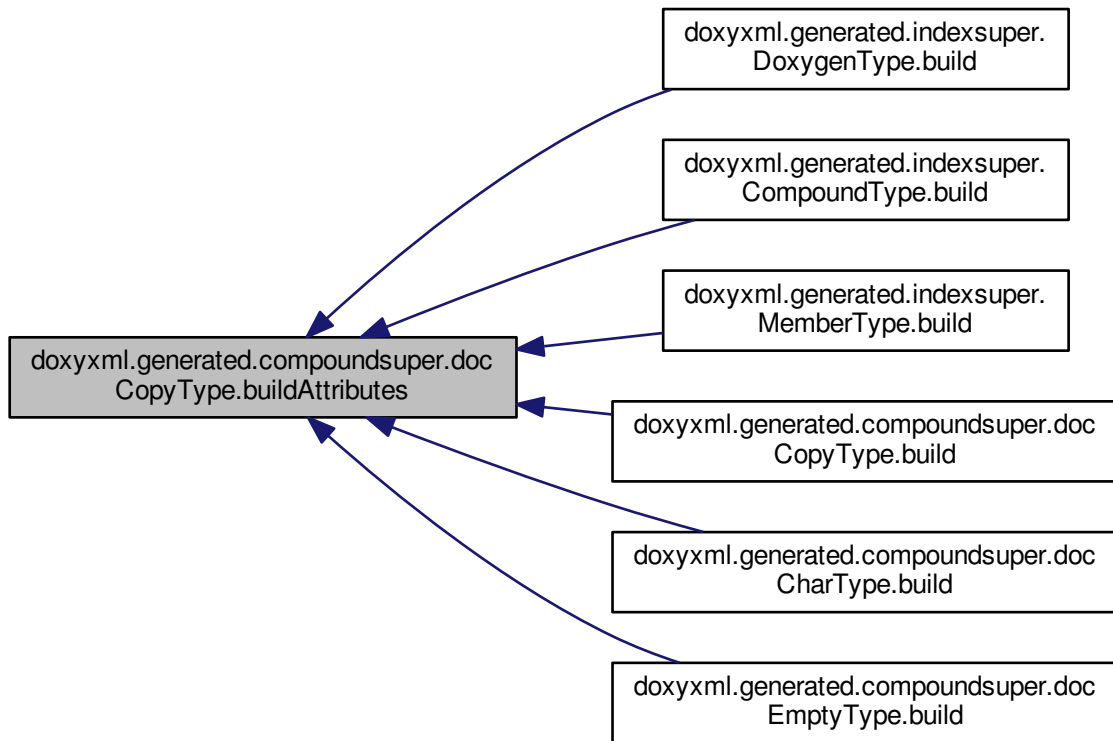 doxyxml.generated.indexsuper.
DoxygenType.build
doxyxml.generated.indexsuper.
CompoundType.build
doxyxml.generated.indexsuper.
MemberType.build
doxyxml.generated.compoundsuper.doc
CopyType.buildAttributes
doxyxml.generated.compoundsuper.doc
CopyType.build
doxyxml.generated.compoundsuper.doc
CharType.build
doxyxml.generated.compoundsuper.doc
EmptyType.build